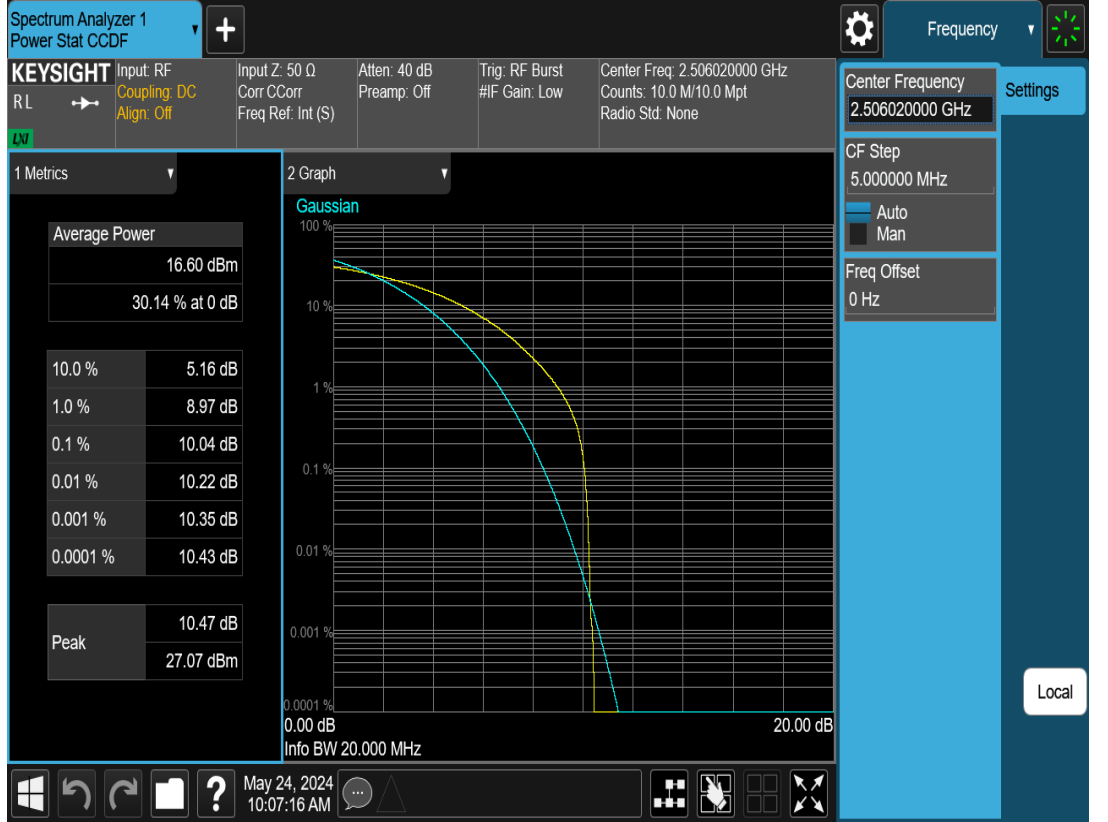 Spectrum Analyzer 1
Power Stat CCDF
+
Frequency
KEYSIGHT
RL
LXI
Input: RF
Coupling: DC
Align: Off
Input Z: 50 Ω
Corr CCorr
Freq Ref: Int (S)
Atten: 40 dB
Preamp: Off
Trig: RF Burst
#IF Gain: Low
Center Freq: 2.506020000 GHz
Counts: 10.0 M/10.0 Mpt
Radio Std: None
1 Metrics
Average Power
16.60 dBm
30.14 % at 0 dB
10.0 % 5.16 dB
1.0 % 8.97 dB
0.1 % 10.04 dB
0.01 % 10.22 dB
0.001 % 10.35 dB
0.0001 % 10.43 dB
Peak
10.47 dB
27.07 dBm
2 Graph
Gaussian
100 %
10 %
1 %
0.1 %
0.01 %
0.001 %
0.0001 %
0.00 dB 20.00 dB
Info BW 20.000 MHz
Center Frequency
2.506020000 GHz
CF Step
5.000000 MHz
Auto
Man
Freq Offset
0 Hz
Settings
Local
?
May 24, 2024
10:07:16 AM